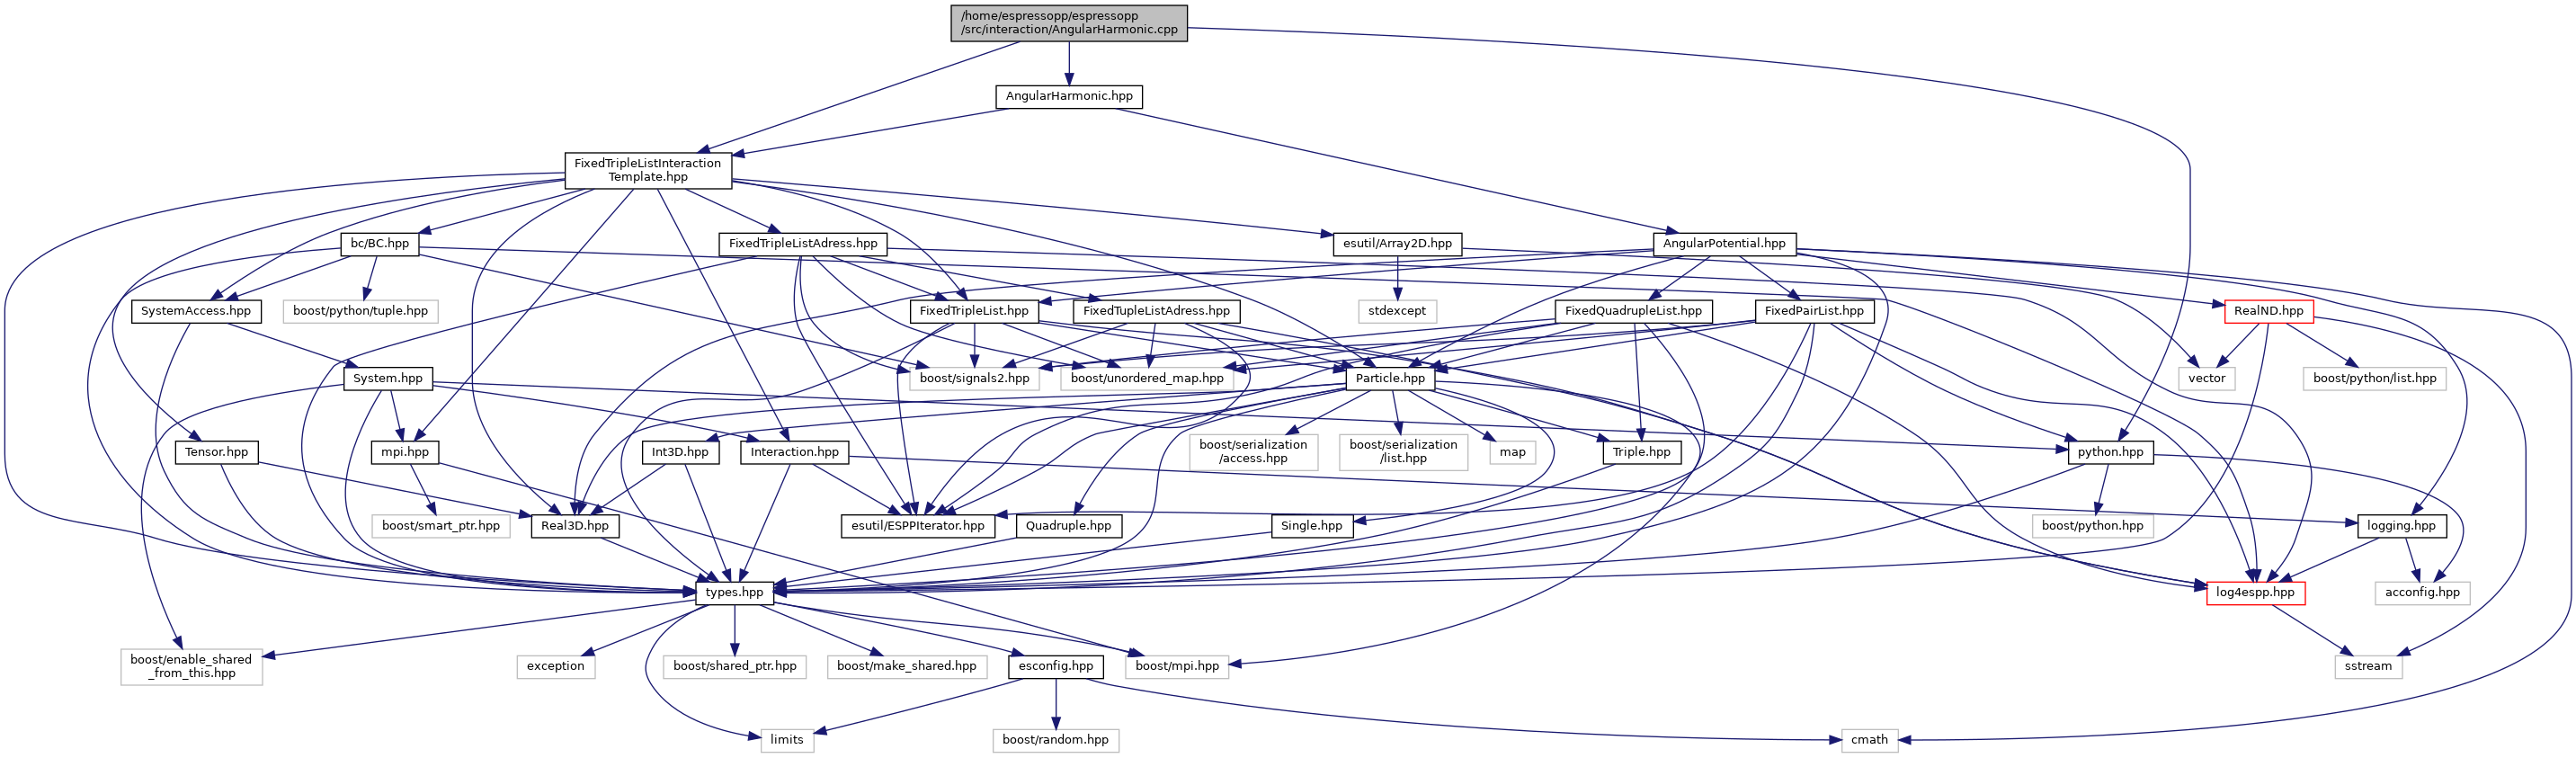 /home/espressopp/espressopp
/src/interaction/AngularHarmonic.cpp
AngularHarmonic.hpp
FixedTripleListInteraction
Template.hpp
bc/BC.hpp
FixedTripleListAdress.hpp
esutil/Array2D.hpp
AngularPotential.hpp
SystemAccess.hpp
boost/python/tuple.hpp
FixedTripleList.hpp
FixedTupleListAdress.hpp
stdexcept
FixedQuadrupleList.hpp
FixedPairList.hpp
RealND.hpp
System.hpp
boost/signals2.hpp
boost/unordered_map.hpp
Particle.hpp
vector
boost/python/list.hpp
Tensor.hpp
mpi.hpp
Int3D.hpp
Interaction.hpp
boost/serialization
/access.hpp
boost/serialization
/list.hpp
map
Triple.hpp
python.hpp
boost/smart_ptr.hpp
Real3D.hpp
esutil/ESPPIterator.hpp
Quadruple.hpp
Single.hpp
boost/python.hpp
logging.hpp
types.hpp
log4espp.hpp
acconfig.hpp
boost/enable_shared
_from_this.hpp
exception
boost/shared_ptr.hpp
boost/make_shared.hpp
esconfig.hpp
boost/mpi.hpp
sstream
limits
boost/random.hpp
cmath